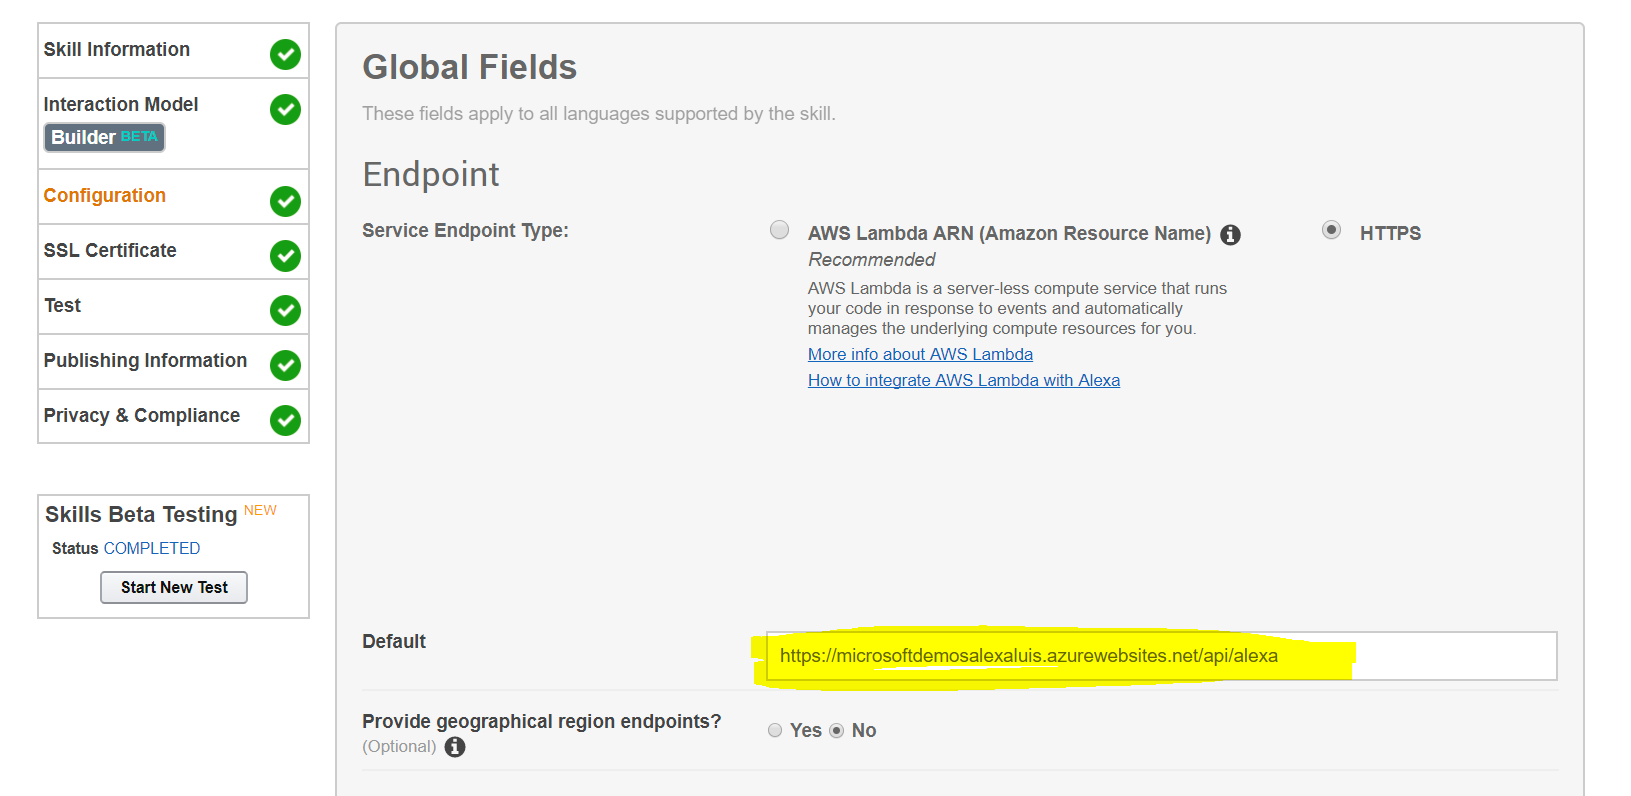 Skill Information
Interaction Model
Builder BETA
Configuration
SSL Certificate
Test
Publishing Information
Privacy & Compliance
Skills Beta Testing NEW
Status COMPLETED
Start New Test
Global Fields
These fields apply to all languages supported by the skill.
Endpoint
Service Endpoint Type:
AWS Lambda ARN (Amazon Resource Name)
Recommended
AWS Lambda is a server-less compute service that runs
your code in response to events and automatically
manages the underlying compute resources for you.
More info about AWS Lambda
How to integrate AWS Lambda with Alexa
HTTPS
Default
https://microsoftdemosalexaluis.azurewebsites.net/api/alexa
Provide geographical region endpoints?
(Optional)
Yes No